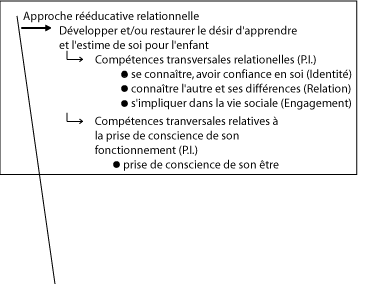 Approche rééducative relationnelle
Développer et/ou restaurer le désir d'apprendre
et l'estime de soi pour l'enfant
Compétences transversales relationelles (P.I.)
● se connaître, avoir confiance en soi (Identité)
● connaître l'autre et ses différences (Relation)
● s'impliquer dans la vie sociale (Engagement)
Compétences tranversales relatives à
la prise de conscience de son
fonctionnement (P.I.)
● prise de conscience de son être